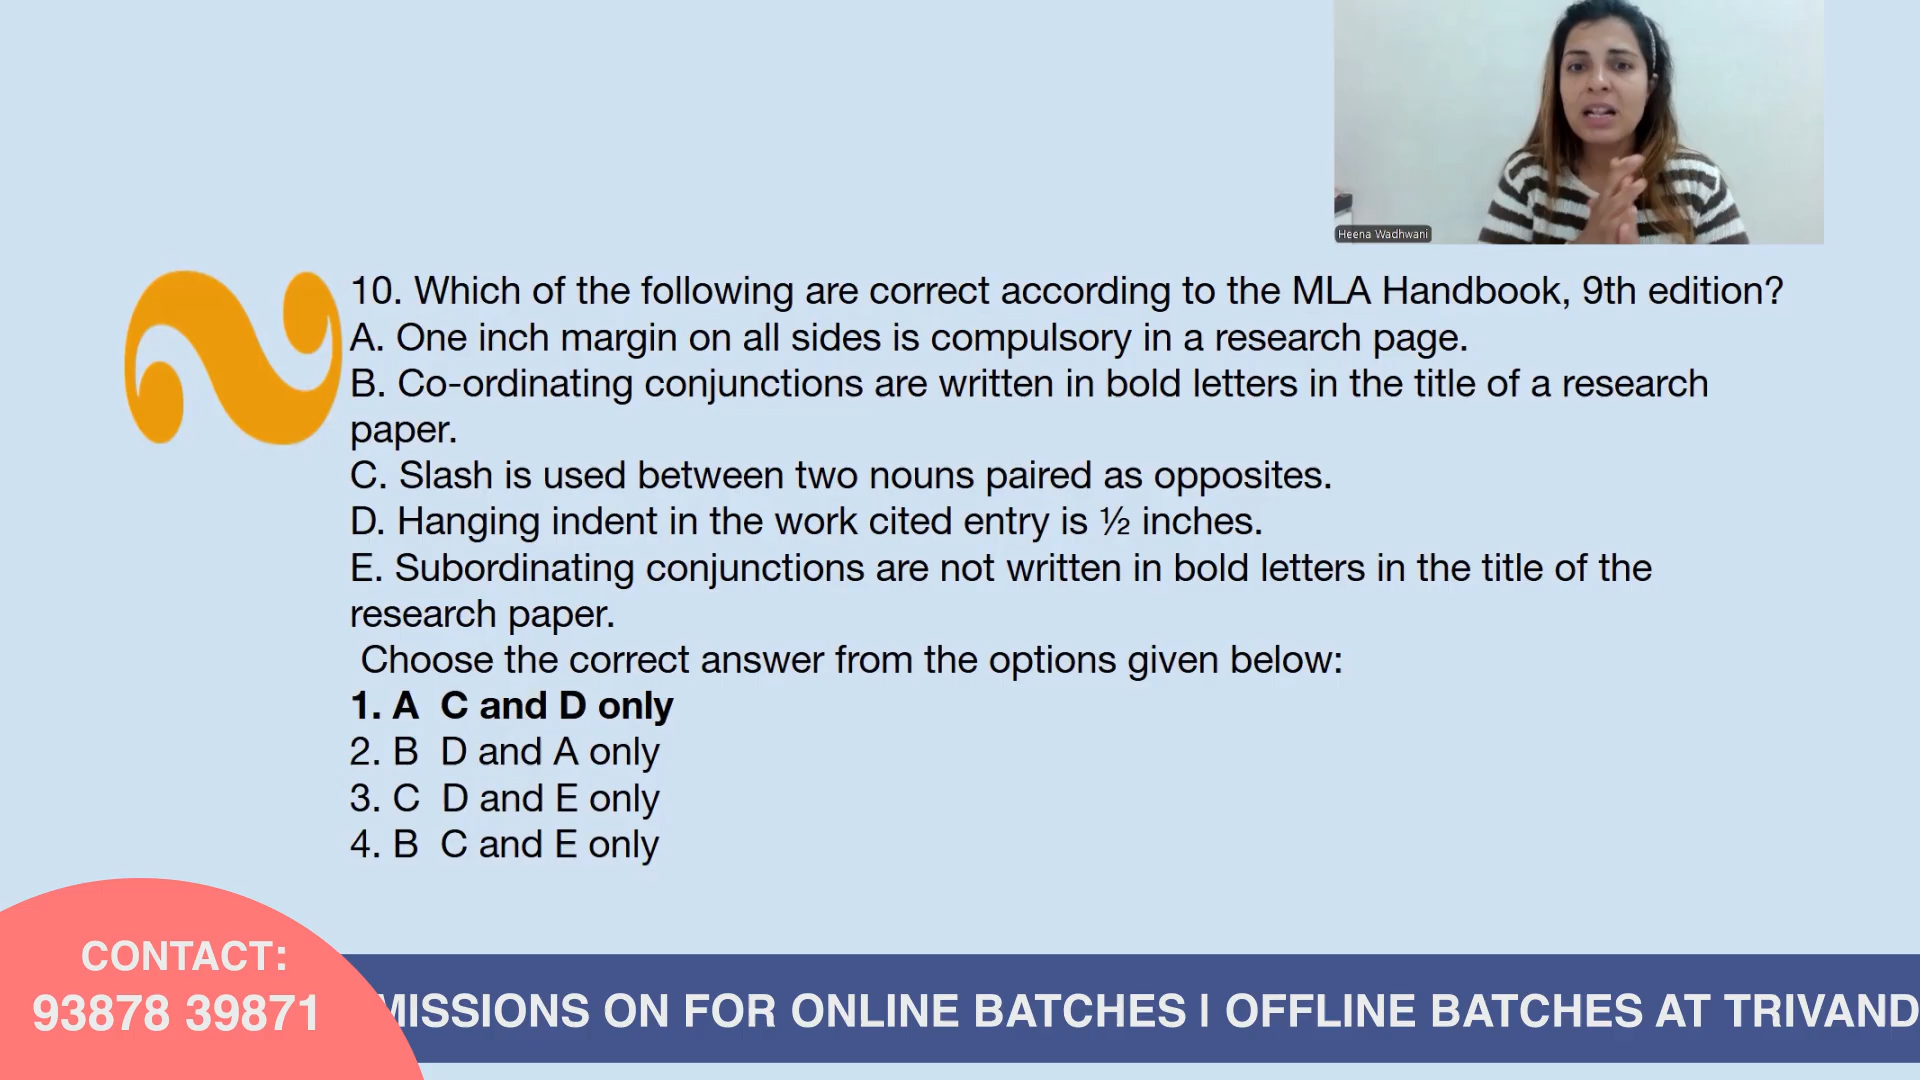 Heena Wadhwani
10. Which of the following are correct according to the MLA Handbook, 9th edition?
A. One inch margin on all sides is compulsory in a research page.
B. Co-ordinating conjunctions are written in bold letters in the title of a research
paper.
C. Slash is used between two nouns paired as opposites.
D. Hanging indent in the work cited entry is ½ inches.
E. Subordinating conjunctions are not written in bold letters in the title of the
research paper.
Choose the correct answer from the options given below:
1. A C and D only
2. B D and A only
3. C D and E only
4. B C and E only
CONTACT:
93878 39871
MISSIONS ON FOR ONLINE BATCHES | OFFLINE BATCHES AT TRIVAND